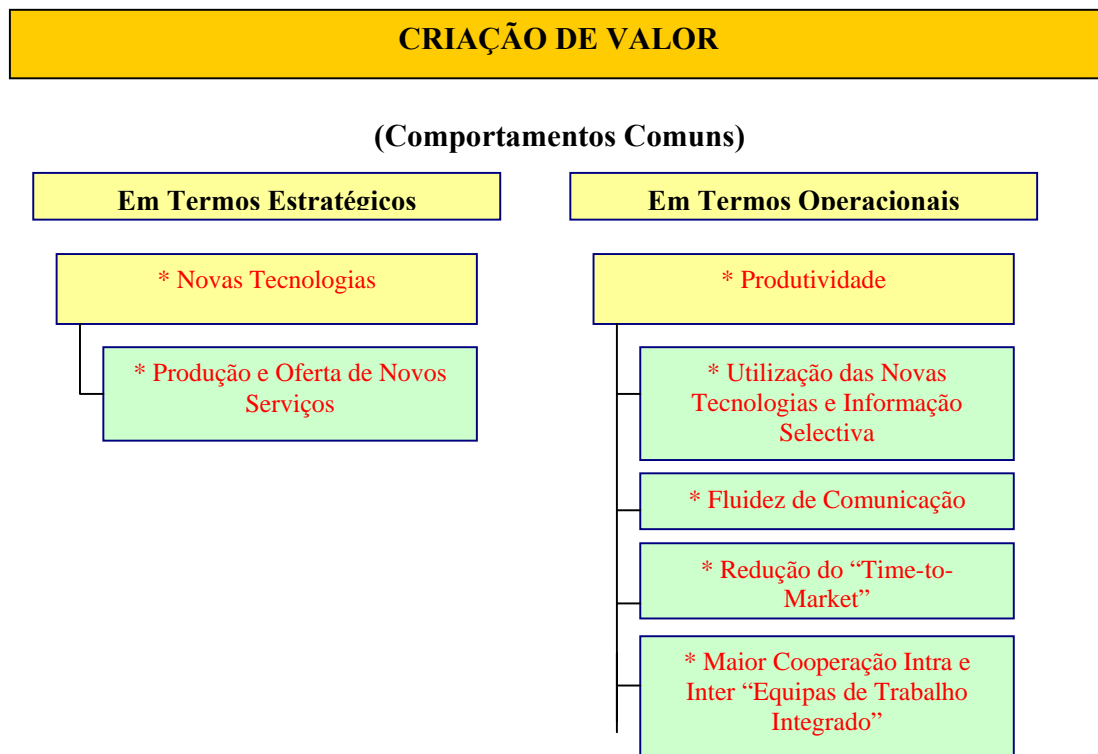 CRIAÇÃO DE VALOR
(Comportamentos Comuns)
Em Termos Estratégicos
* Novas Tecnologias
* Produção e Oferta de Novos
Serviços
Em Termos Operacionais
* Produtividade
* Utilização das Novas
Tecnologias e Informação
Selectiva
* Fluidez de Comunicação
* Redução do “Time-to-
Market”
* Maior Cooperação Intra e
Inter “Equipas de Trabalho
Integrado”